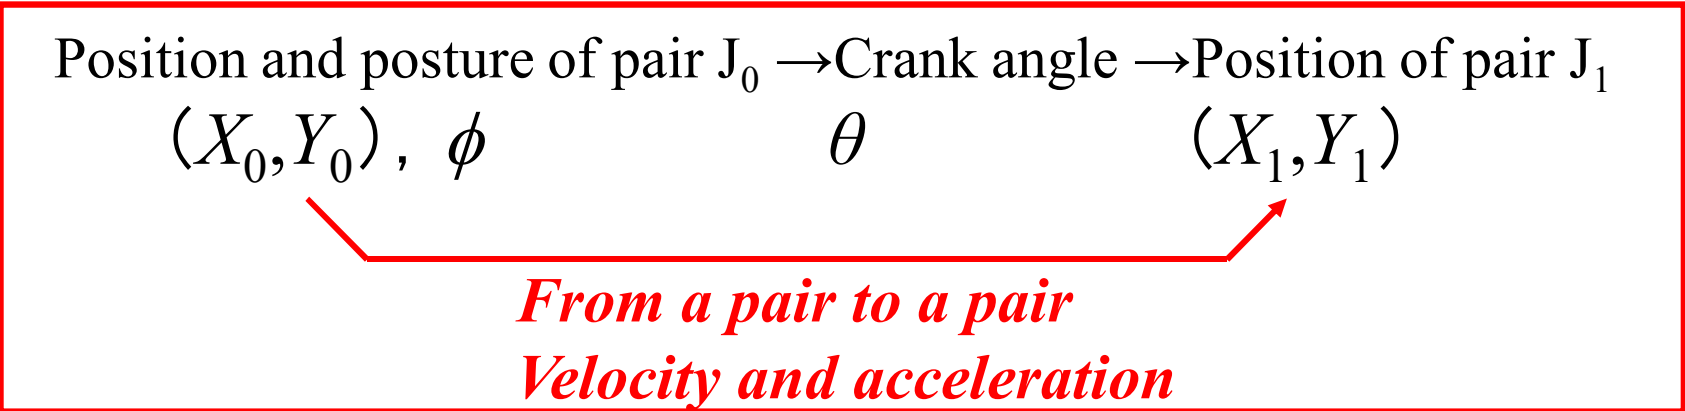 Position and posture of pair J₀ →Crank angle →Position of pair J₁
(X₀,Y₀), ϕ θ (X₁,Y₁)
From a pair to a pair
Velocity and acceleration